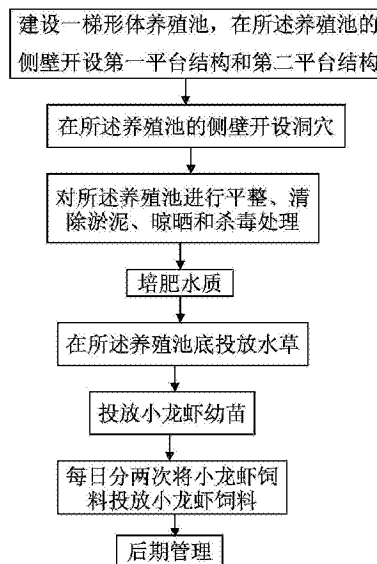 建设一梯形体养殖池，在所述养殖池的
侧壁开设第一平台结构和第二平台结构
在所述养殖池的侧壁开设洞穴
对所述养殖池进行平整、清
除淤泥、晾晒和杀毒处理
培肥水质
在所述养殖池底投放水草
投放小龙虾幼苗
每日分两次将小龙虾饲
料投放小龙虾饲料
后期管理